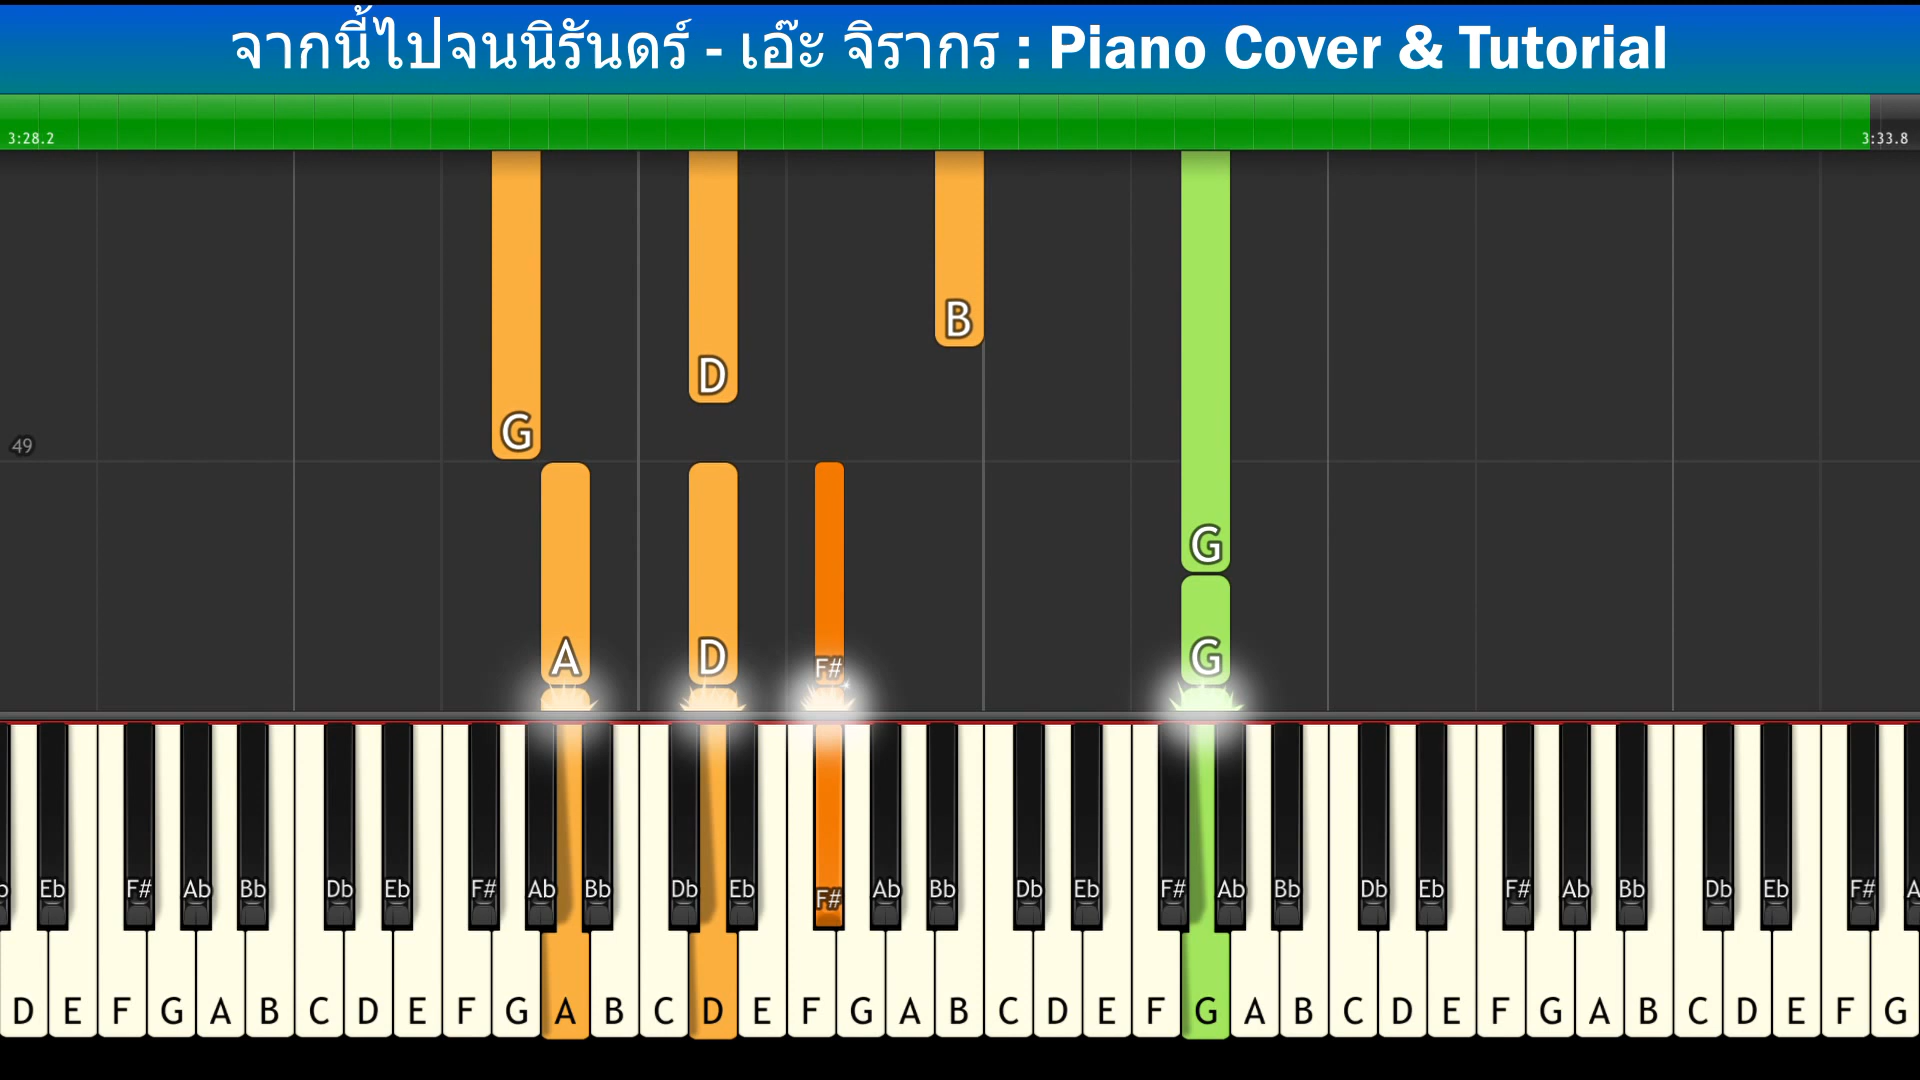 จากนี้ไปจนนิรันดร์ - เอ๊ะ จิรากร : Piano Cover & Tutorial
3:28.2 3:33.8
B
D
G
49
G
A D F# G
Eb F# Ab Bb Db Eb F# Ab Bb Db Eb F# Ab Bb Db Eb F# Ab Bb Db Eb F# Ab Bb Db Eb F#
D E F G A B C D E F G A B C D E F G A B C D E F G A B C D E F G A B C D E F G